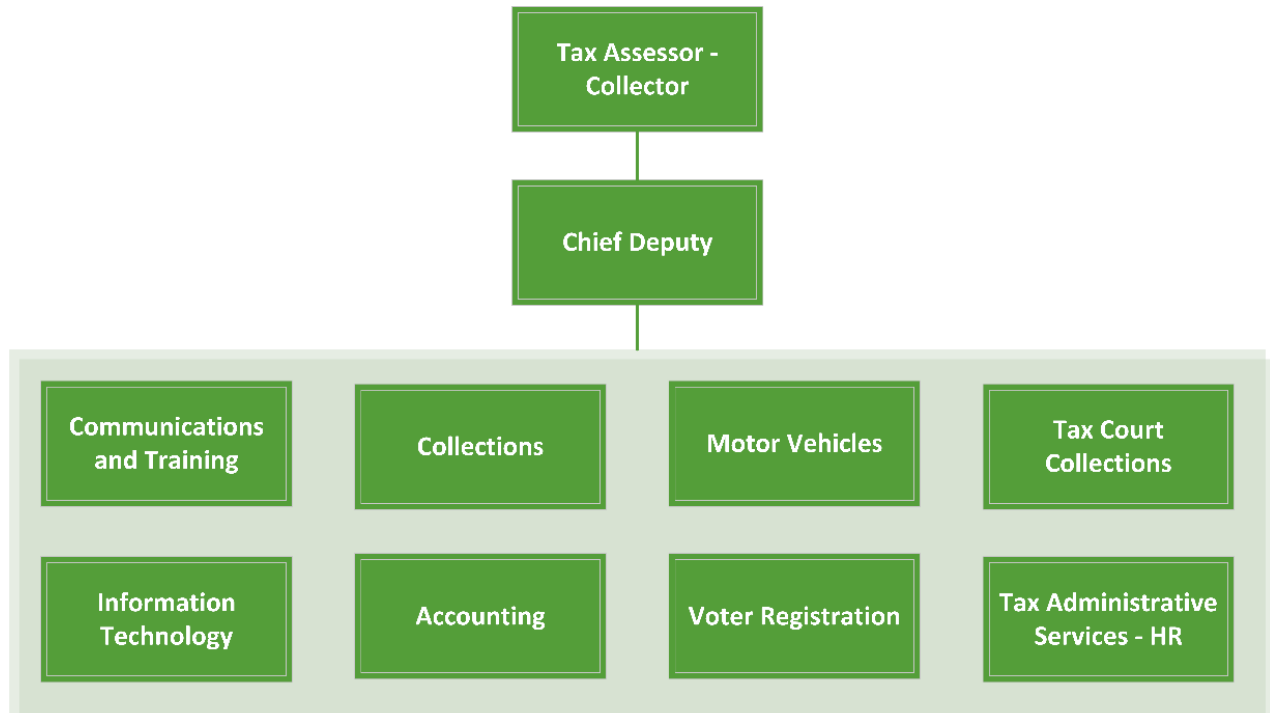 Tax Assessor -
Collector
Chief Deputy
Communications
and Training
Collections
Motor Vehicles
Tax Court
Collections
Information
Technology
Accounting
Voter Registration
Tax Administrative
Services - HR